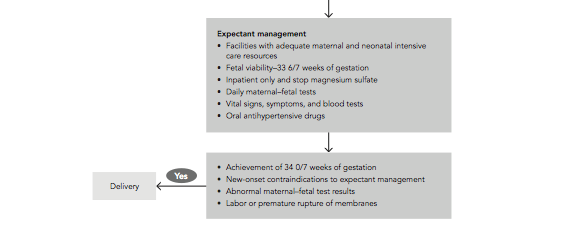 Expectant management
• Facilities with adequate maternal and neonatal intensive
care resources
• Fetal viability–33 6/7 weeks of gestation
• Inpatient only and stop magnesium sulfate
• Daily maternal–fetal tests
• Vital signs, symptoms, and blood tests
• Oral antihypertensive drugs
• Achievement of 34 0/7 weeks of gestation
• New-onset contraindications to expectant management
• Abnormal maternal–fetal test results
• Labor or premature rupture of membranes
Yes
Delivery